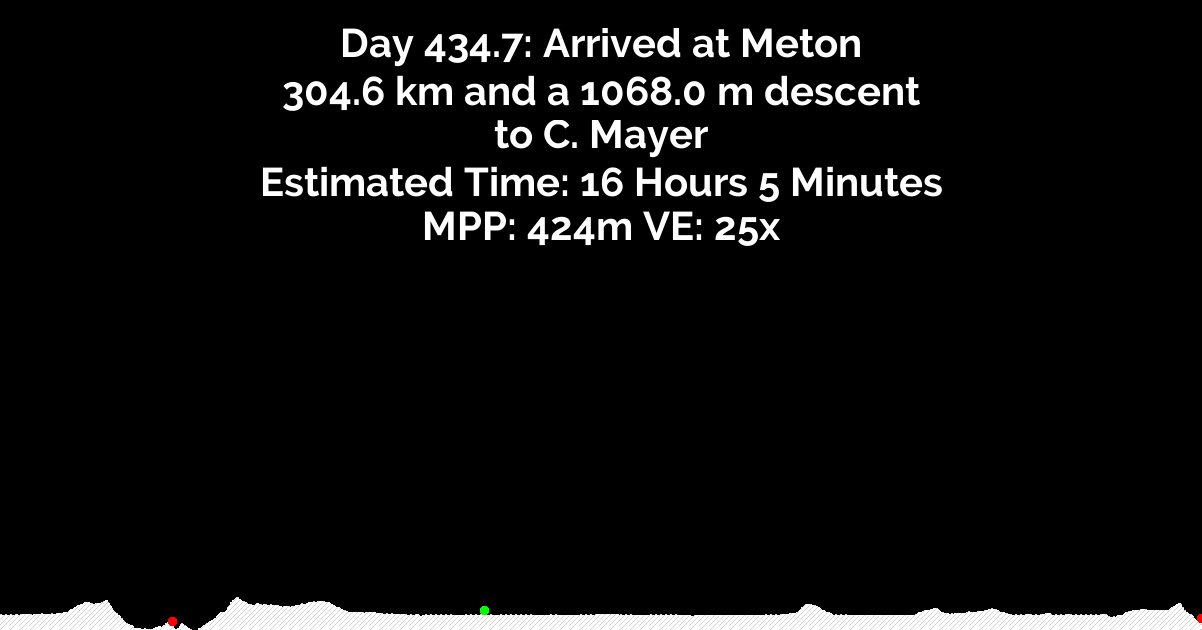 Day 434.7: Arrived at Meton
304.6 km and a 1068.0 m descent
to C. Mayer
Estimated Time: 16 Hours 5 Minutes
MPP: 424m VE: 25x